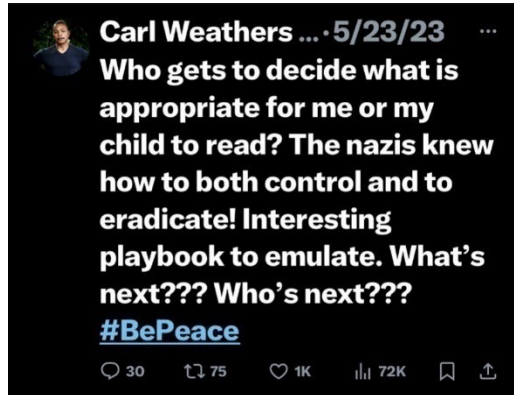 Carl Weathers ... · 5/23/23 ...
Who gets to decide what is
appropriate for me or my
child to read? The nazis knew
how to both control and to
eradicate! Interesting
playbook to emulate. What's
next??? Who's next???
#BePeace
30 75 1K 72K